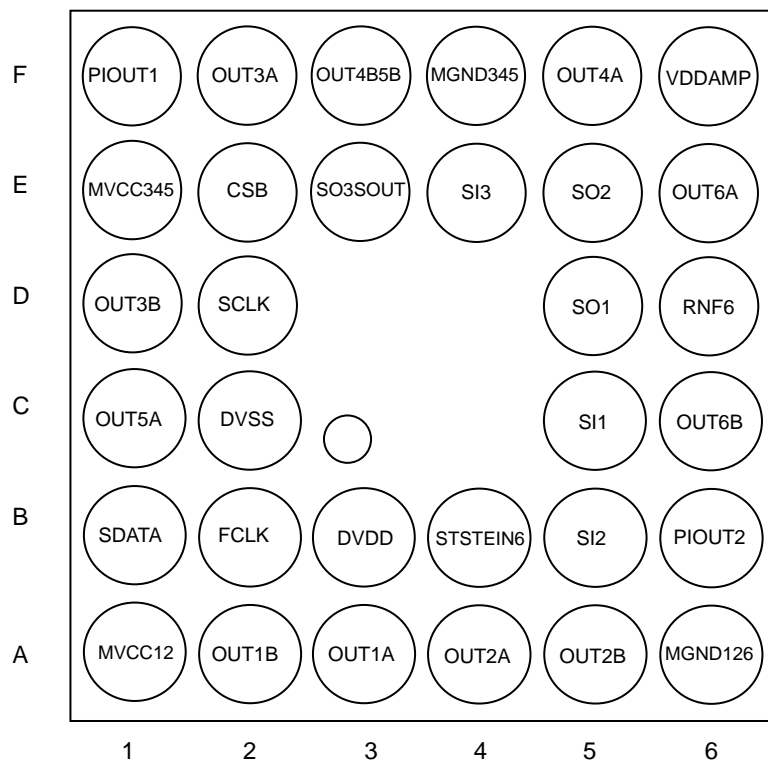 F PIOUT1 OUT3A OUT4B5B MGND345 OUT4A VDDAMP
E MVCC345 CSB SO3SOUT SI3 SO2 OUT6A
D OUT3B SCLK SO1 RNF6
C OUT5A DVSS SI1 OUT6B
B SDATA FCLK DVDD STSTEIN6 SI2 PIOUT2
A MVCC12 OUT1B OUT1A OUT2A OUT2B MGND126
1 2 3 4 5 6